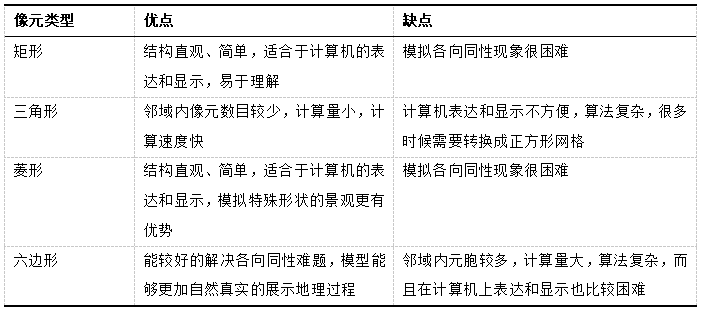 像元类型 优点 缺点
矩形 结构直观、简单，适合于计算机的表 模拟各向同性现象很困难
达和显示，易于理解
三角形 邻域内像元数目较少，计算量小，计 计算机表达和显示不方便，算法复杂，很多
算速度快 时候需要转换成正方形网格
菱形 结构直观、简单，适合于计算机的表 模拟各向同性现象很困难
达和显示，模拟特殊形状的景观更有
优势
六边形 能较好的解决各向同性难题，模型能 邻域内元胞较多，计算量大，算法复杂，而
够更加自然真实的展示地理过程 且在计算机上表达和显示也比较困难